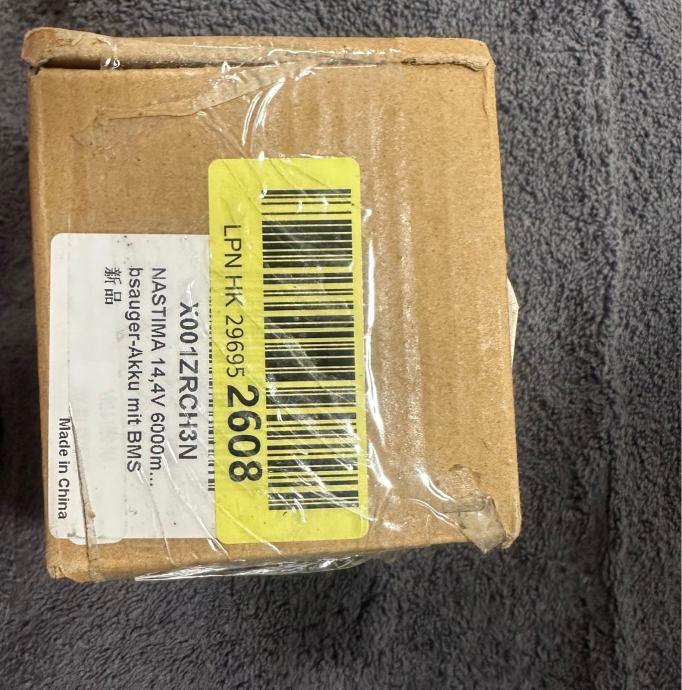 LPN HK 29695 2608
X001ZRCH3N
NASTIMA 14,4V 6000m...
bsauger-Akku mit BMS
新品
Made in China